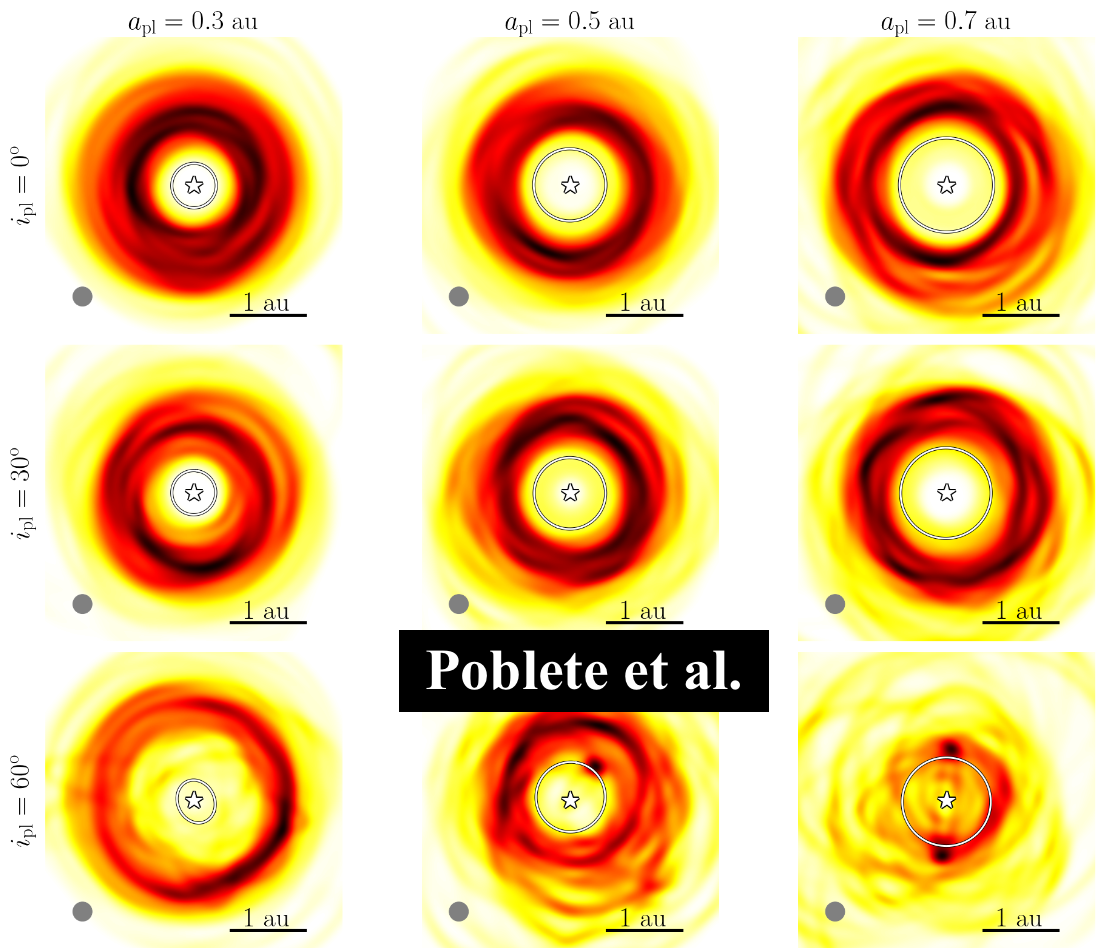 a_pl = 0.3 au
a_pl = 0.5 au
a_pl = 0.7 au
i_pl = 0°
1 au
1 au
1 au
i_pl = 30°
1 au
1 au
1 au
Poblete et al.
i_pl = 60°
1 au
1 au
1 au